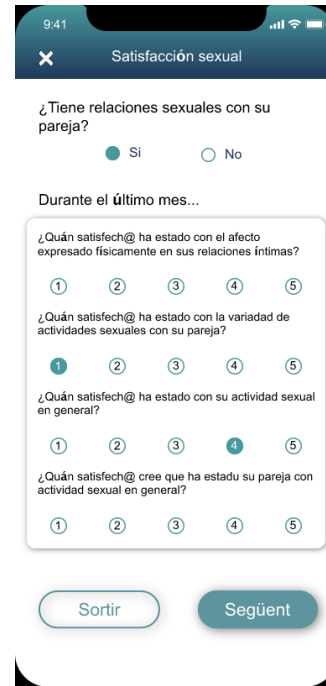 9:41
Satisfacción sexual
¿Tiene relaciones sexuales con su
pareja?
Si No
Durante el último mes...
¿Quán satisfech@ ha estado con el afecto
expresado físicamente en sus relaciones íntimas?
1 2 3 4 5
¿Quán satisfech@ ha estado con la variadad de
actividades sexuales con su pareja?
1 2 3 4 5
¿Quán satisfech@ ha estado con su actividad sexual
en general?
1 2 3 4 5
¿Quán satisfech@ cree que ha estadu su pareja con
actividad sexual en general?
1 2 3 4 5
Sortir Següent